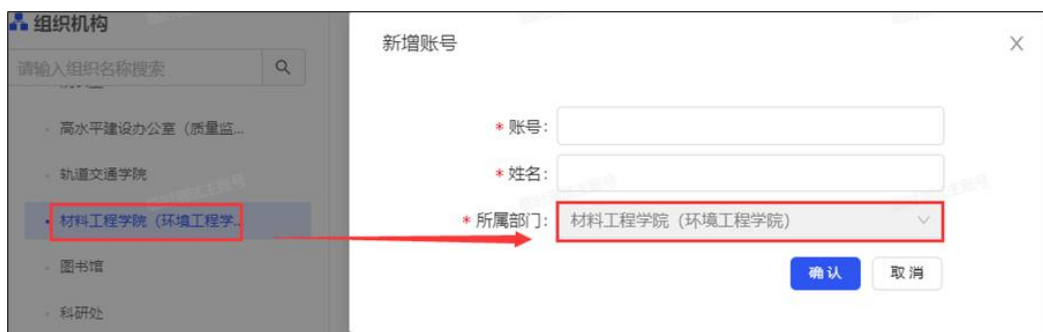 组织机构
请输入组织名称搜索
高水平建设办公室（质量监...
轨道交通学院
材料工程学院（环境工程学...
图书馆
科研处
新增账号
* 账号：
* 姓名：
* 所属部门： 材料工程学院（环境工程学院）
确认 取消